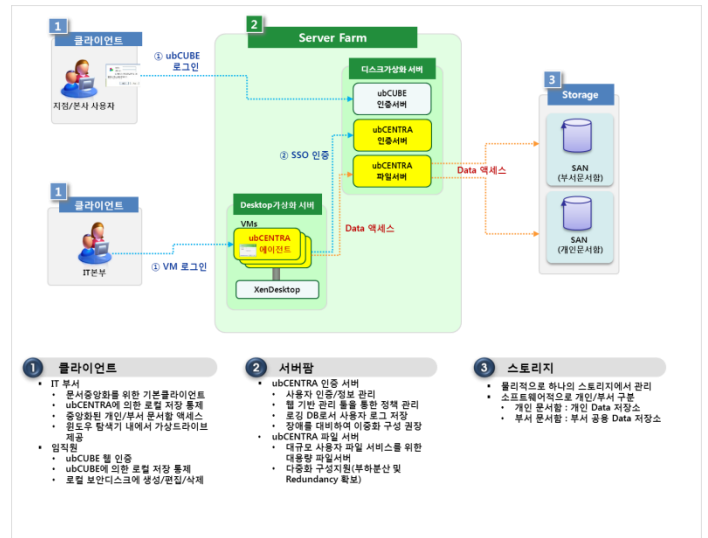 1
클라이언트
지점/본사 사용자
① ubCUBE
로그인
2
Server Farm
디스크가상화 서버
ubCUBE
인증서버
ubCENTRA
인증서버
ubCENTRA
파일서버
② SSO 인증
Data 액세스
3
Storage
SAN
(부서문서함)
SAN
(개인문서함)
1
클라이언트
IT본부
① VM 로그인
Desktop가상화 서버
VMs
ubCENTRA
에이전트
XenDesktop
Data 액세스
1 클라이언트
▪ IT 부서
• 문서중앙화를 위한 기본클라이언트
• ubCENTRA에 의한 로컬 저장 통제
• 중앙화된 개인/부서 문서함 액세스
• 윈도우 탐색기 내에서 가상드라이브
제공
▪ 임직원
• ubCUBE 웹 인증
• ubCUBE에 의한 로컬 저장 통제
• 로컬 보안디스크에 생성/편집/삭제
2 서버팜
▪ ubCENTRA 인증 서버
• 사용자 인증/정보 관리
• 웹 기반 관리 툴을 통한 정책 관리
• 로깅 DB로서 사용자 로그 저장
• 장애를 대비하여 이중화 구성 권장
▪ ubCENTRA 파일 서버
• 대규모 사용자 파일 서비스를 위한
대용량 파일서버
• 다중화 구성지원(부하분산 및
Redundancy 확보)
3 스토리지
▪ 물리적으로 하나의 스토리지에서 관리
▪ 소프트웨어적으로 개인/부서 구분
• 개인 문서함 : 개인 Data 저장소
• 부서 문서함 : 부서 공용 Data 저장소